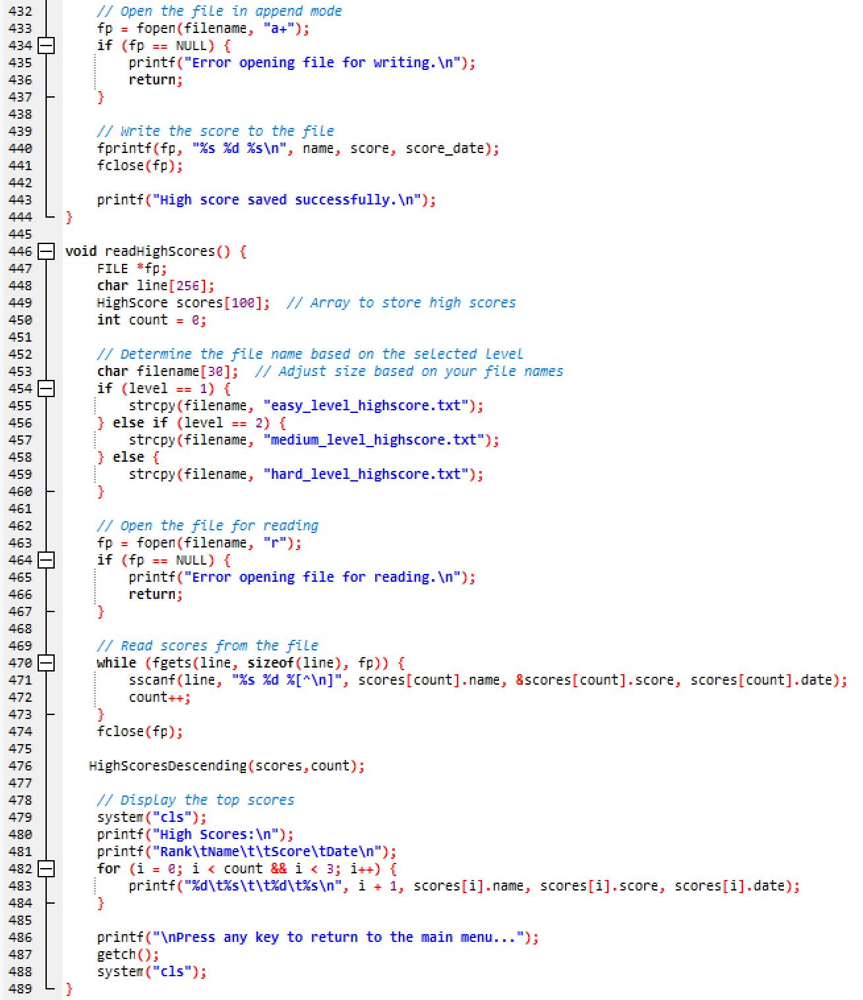 432 // Open the file in append mode
433 fp = fopen(filename, "a+");
434 if (fp == NULL) {
435 printf("Error opening file for writing.\n");
436 return;
437 }
438
439 // Write the score to the file
440 fprintf(fp, "%s %d %s\n", name, score, score_date);
441 fclose(fp);
442
443 printf("High score saved successfully.\n");
444 }
445
446 void readHighScores() {
447 FILE *fp;
448 char line[256];
449 HighScore scores[100]; // Array to store high scores
450 int count = 0;
451
452 // Determine the file name based on the selected level
453 char filename[30]; // Adjust size based on your file names
454 if (level == 1) {
455 strcpy(filename, "easy_level_highscore.txt");
456 } else if (level == 2) {
457 strcpy(filename, "medium_level_highscore.txt");
458 } else {
459 strcpy(filename, "hard_level_highscore.txt");
460 }
461
462 // Open the file for reading
463 fp = fopen(filename, "r");
464 if (fp == NULL) {
465 printf("Error opening file for reading.\n");
466 return;
467 }
468
469 // Read scores from the file
470 while (fgets(line, sizeof(line), fp)) {
471 sscanf(line, "%s %d %[^\n]", scores[count].name, &scores[count].score, scores[count].date);
472 count++;
473 }
474 fclose(fp);
475
476 HighScoresDescending(scores,count);
477
478 // Display the top scores
479 system("cls");
480 printf("High Scores:\n");
481 printf("Rank\tName\t\tScore\tDate\n");
482 for (i = 0; i < count && i < 3; i++) {
483 printf("%d\t%s\t\t%d\t%s\n", i + 1, scores[i].name, scores[i].score, scores[i].date);
484 }
485
486 printf("\nPress any key to return to the main menu...");
487 getch();
488 system("cls");
489 }